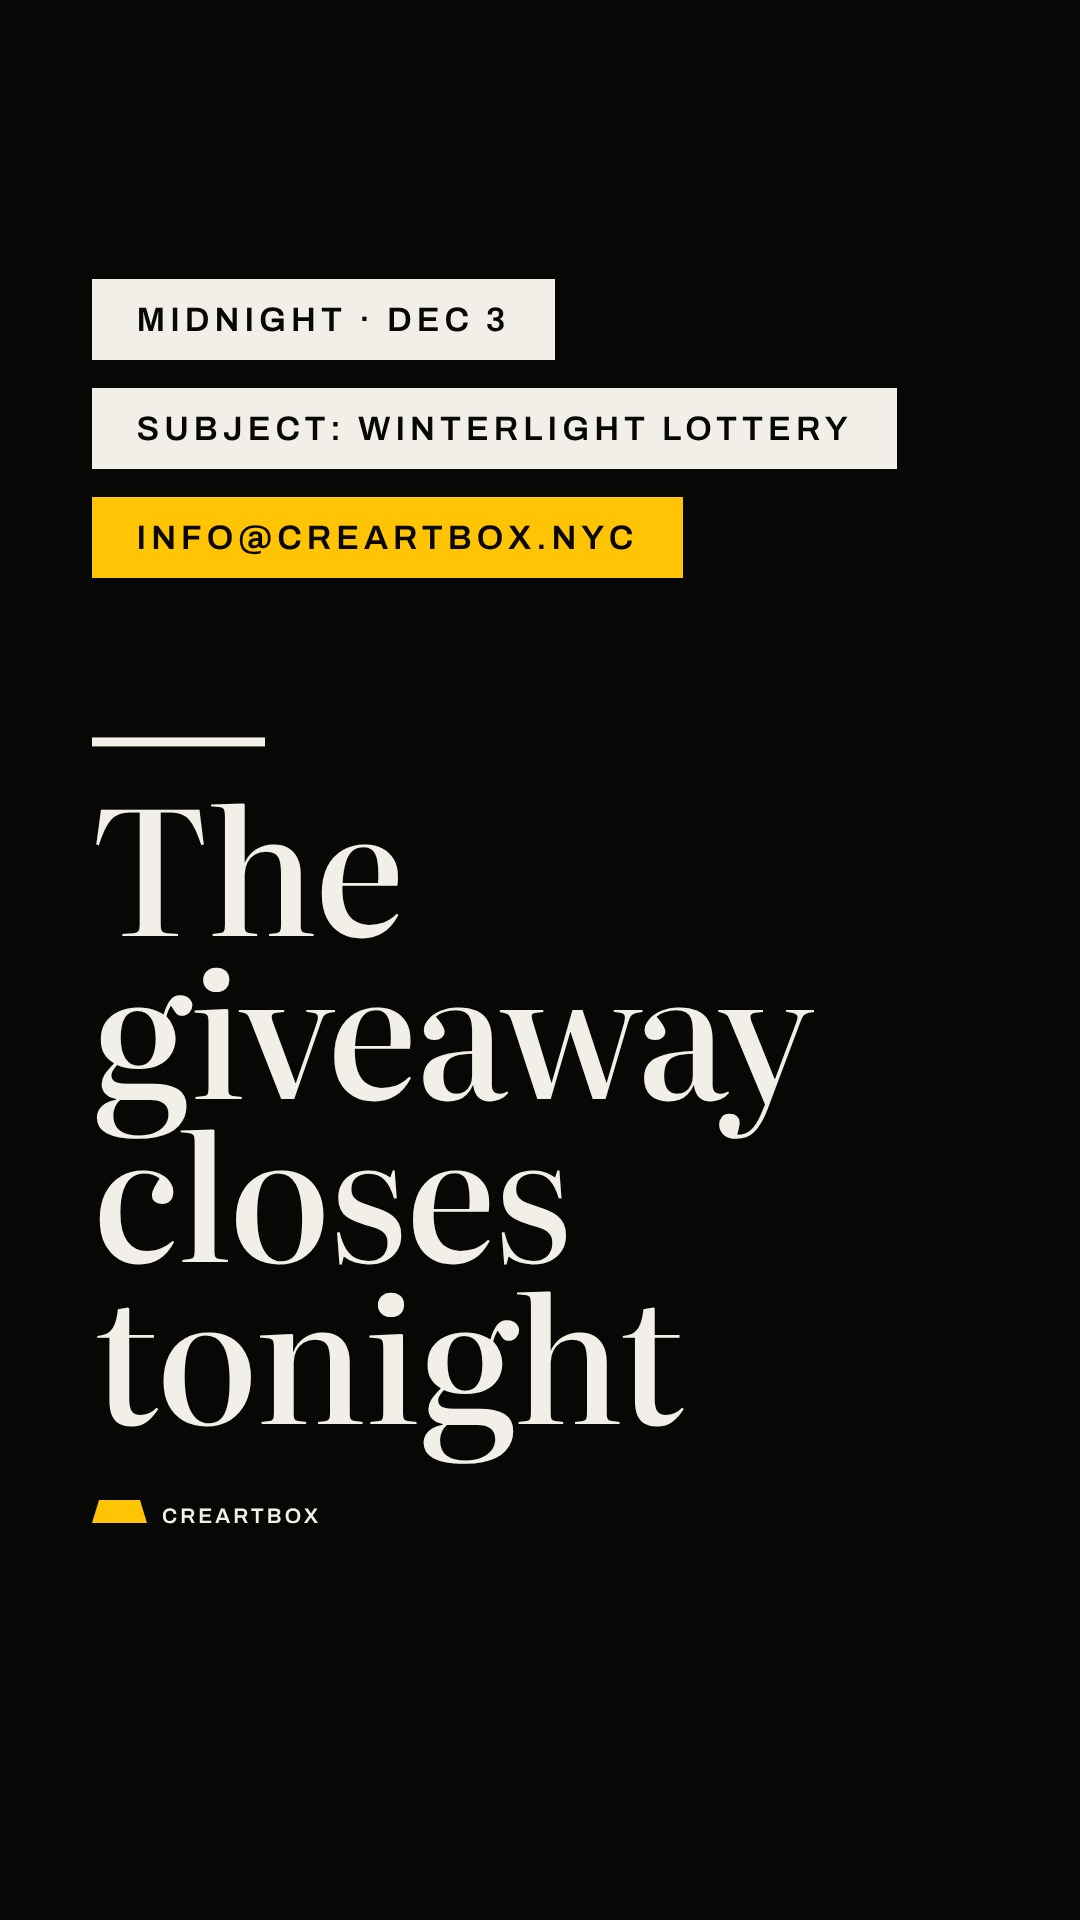 MIDNIGHT · DEC 3
SUBJECT: WINTERLIGHT LOTTERY
INFO@CREARTBOX.NYC
The
giveaway
closes
tonight
CREARTBOX